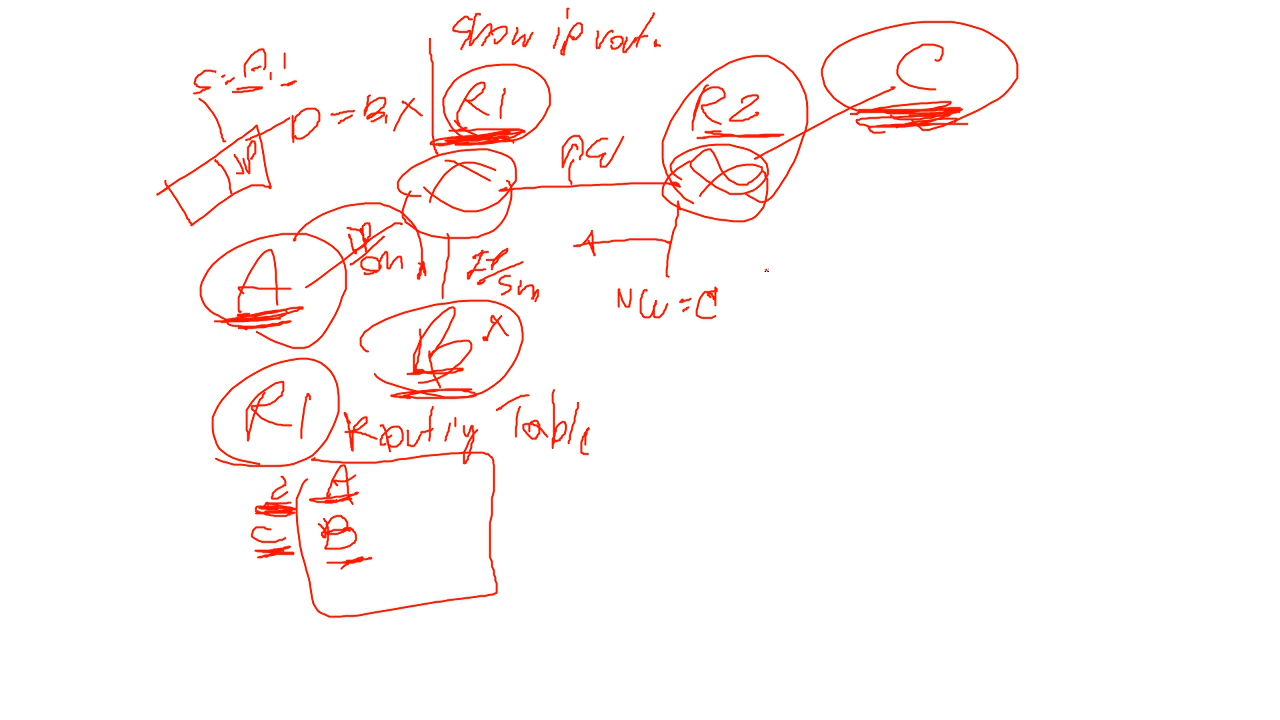 Show ip rout.
S=A.1
D=B.X
R1
R2
C
IP
A
IP/SM
IP/SM
NW=C
B.X
R1 Routing Table
C A
C B